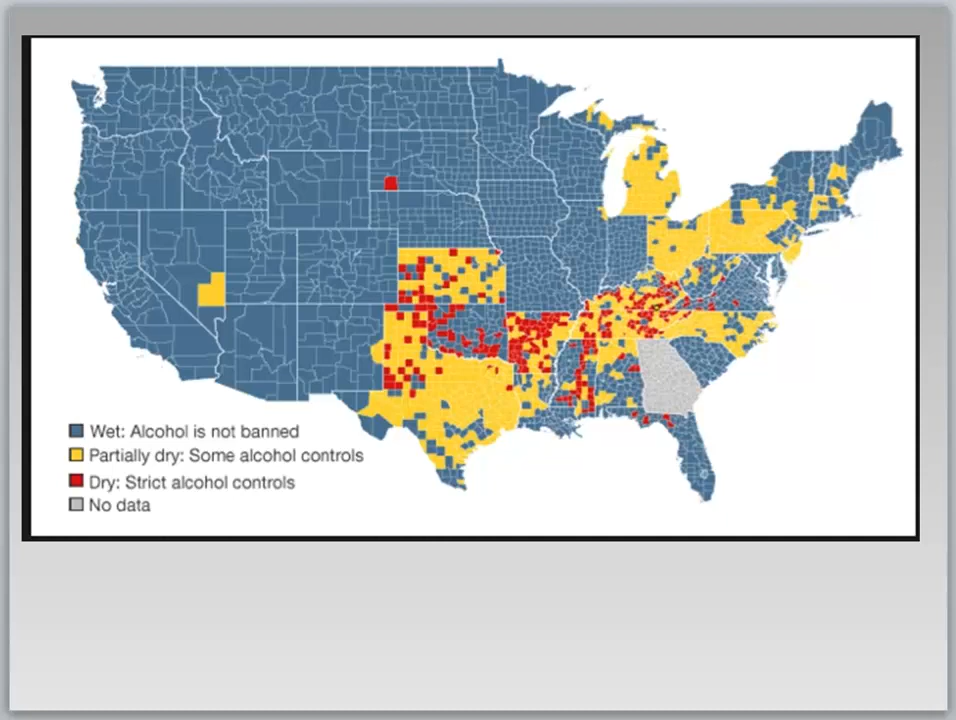 Wet: Alcohol is not banned
Partially dry: Some alcohol controls
Dry: Strict alcohol controls
No data